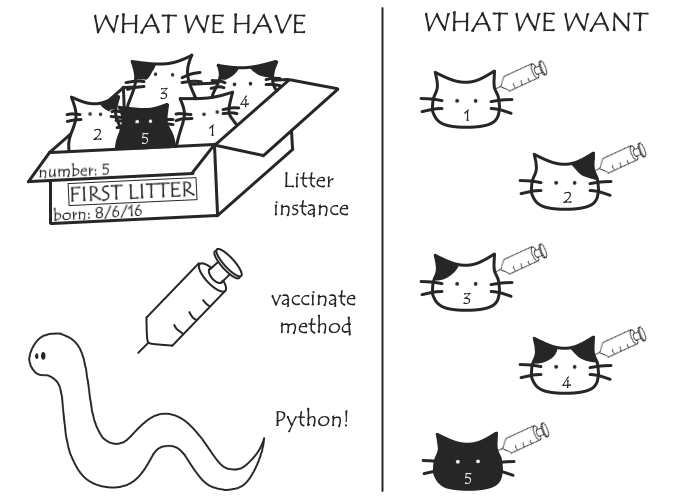 WHAT WE HAVE
3
4
2
5
1
number: 5
FIRST LITTER
born: 8/6/16
Litter
instance
vaccinate
method
Python!
WHAT WE WANT
1
2
3
4
5